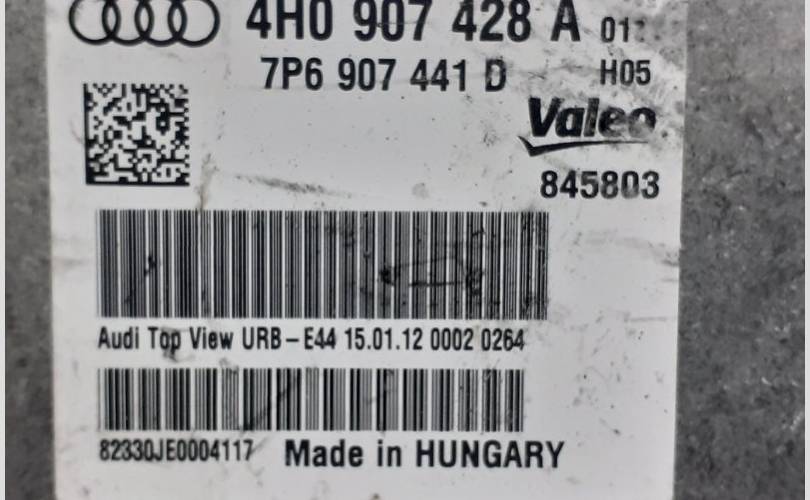 4H0 907 428 A
7P6 907 441 D H05
Valeo
845803
Audi Top View URB-E44 15.01.12 0002 0264
82330JE0004117 Made in HUNGARY